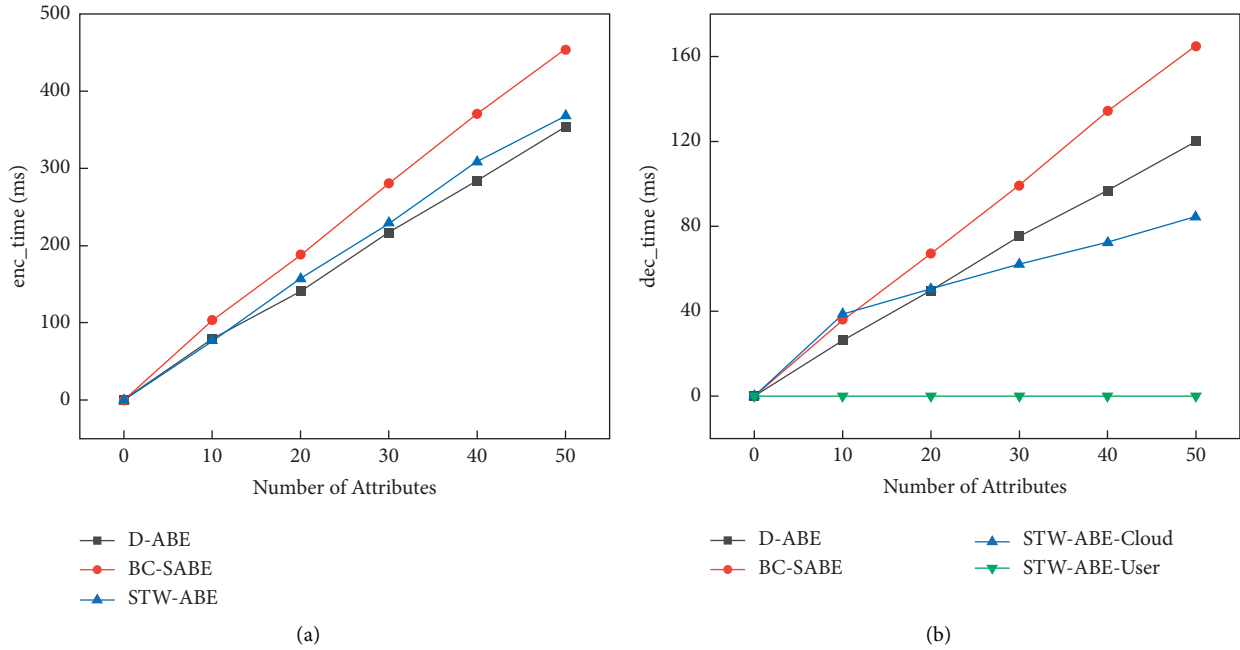 500
400
300
200
100
0
enc_time (ms)
0 10 20 30 40 50
Number of Attributes
D-ABE
BC-SABE
STW-ABE
(a)
160
120
80
40
0
dec_time (ms)
0 10 20 30 40 50
Number of Attributes
D-ABE
BC-SABE
STW-ABE-Cloud
STW-ABE-User
(b)